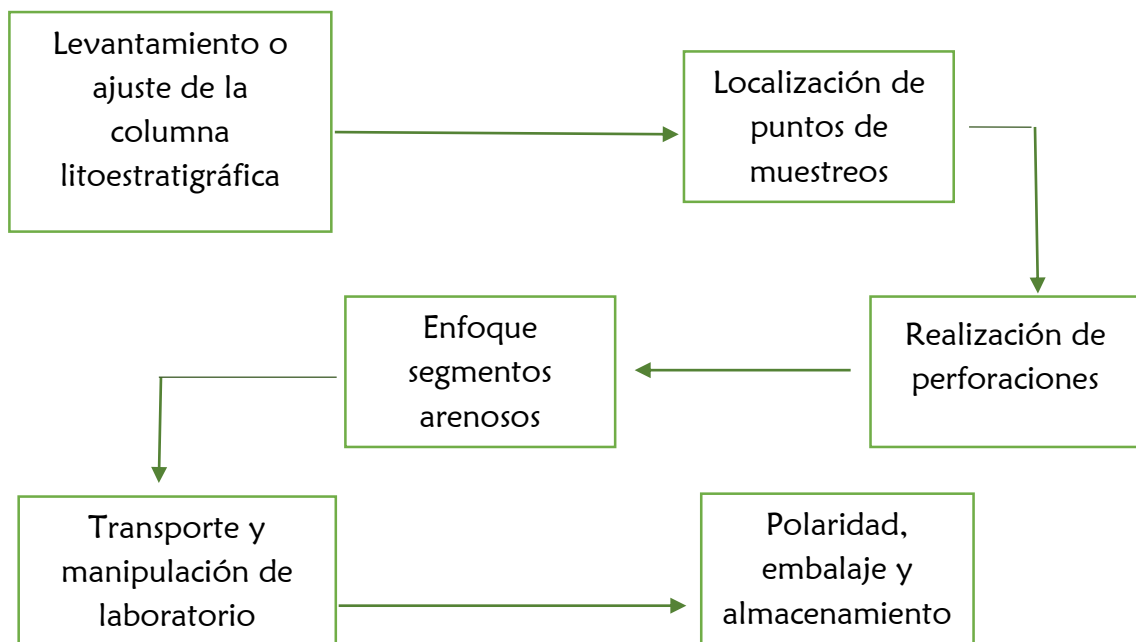 Levantamiento o
ajuste de la
columna
litoestratigráfica
Localización de
puntos de
muestreos
Realización de
perforaciones
Enfoque
segmentos
arenosos
Transporte y
manipulación de
laboratorio
Polaridad,
embalaje y
almacenamiento